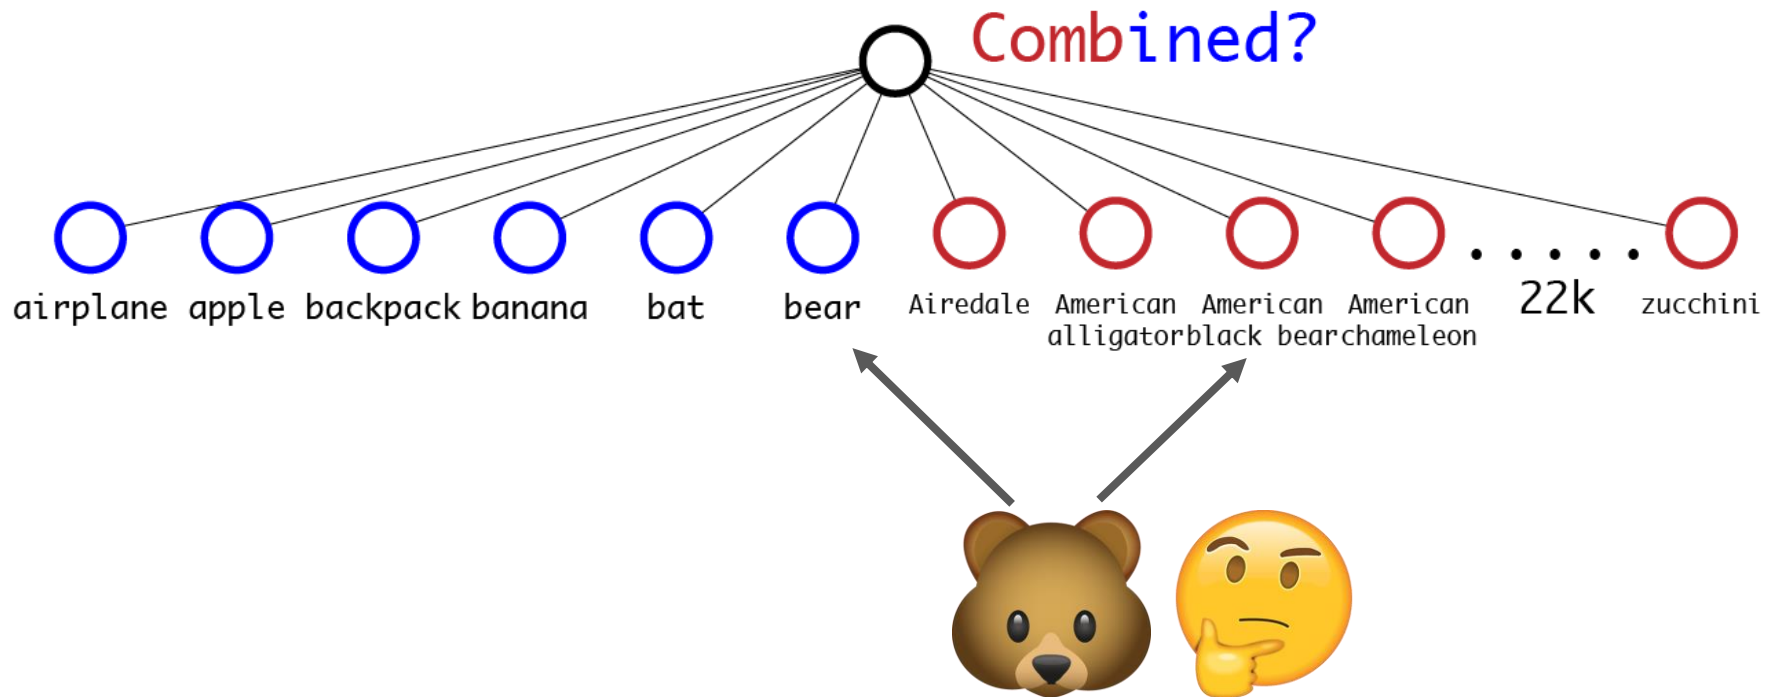 Combined?
airplane apple backpack banana bat bear Airedale American American American 22k zucchini
alligator black bear chameleon